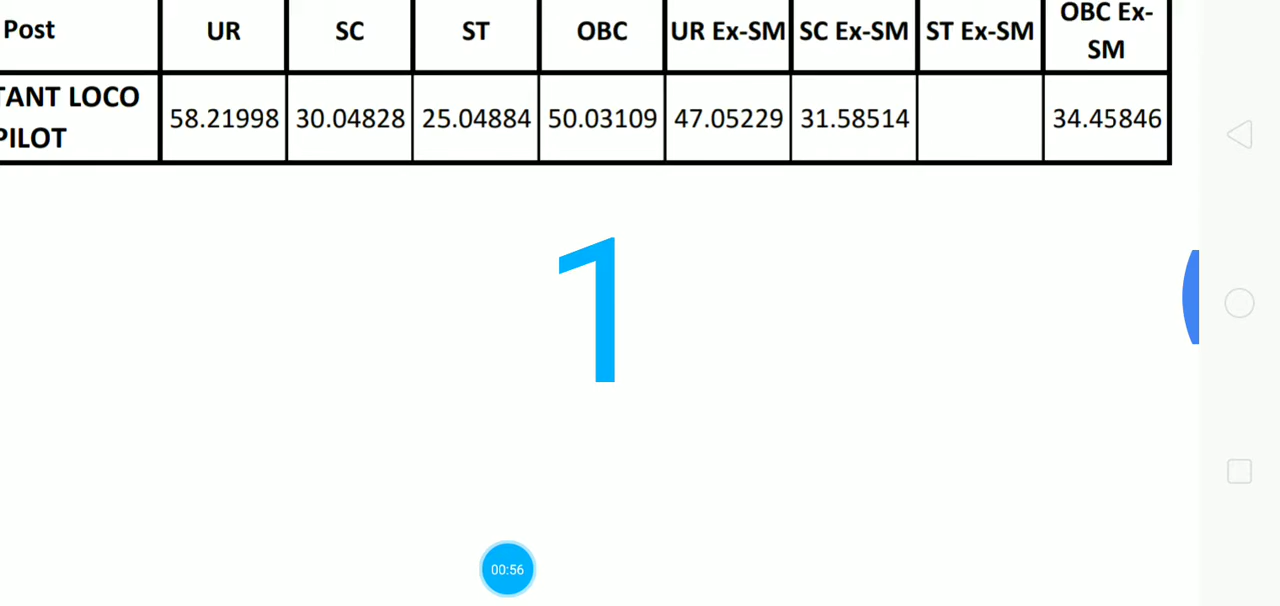 Post UR SC ST OBC UR Ex-SM SC Ex-SM ST Ex-SM OBC Ex-
SM
TANT LOCO
PILOT 58.21998 30.04828 25.04884 50.03109 47.05229 31.58514 34.45846
1
00:56